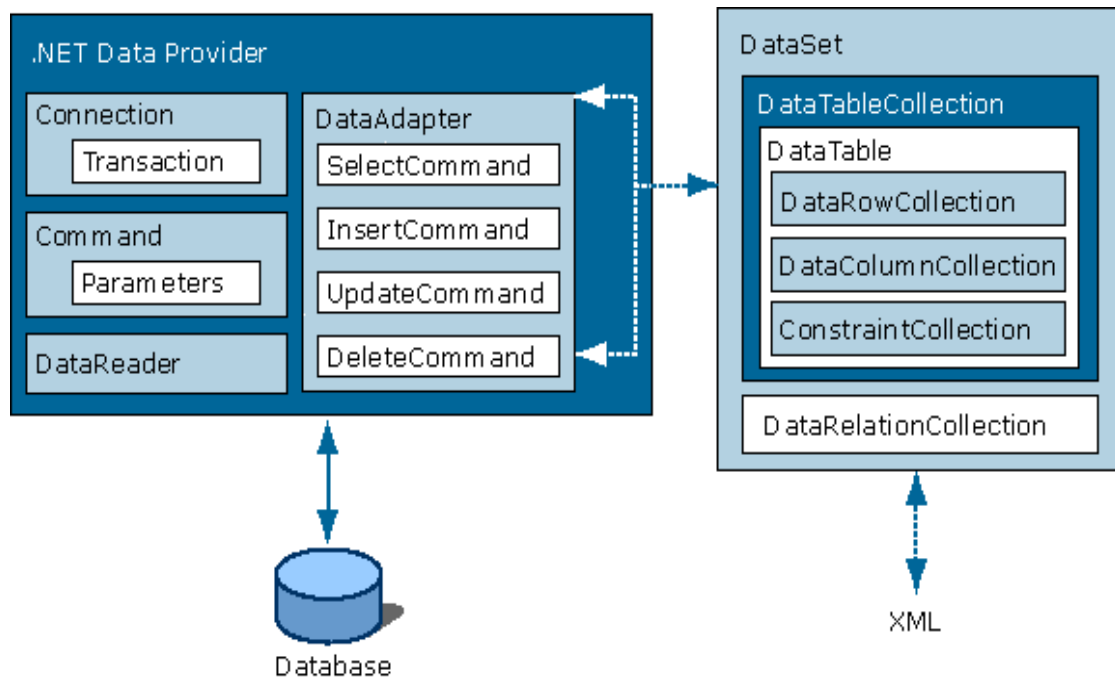 .NET Data Provider
Connection
Transaction
Command
Parameters
DataReader
DataAdapter
SelectCommand
InsertCommand
UpdateCommand
DeleteCommand
Database
DataSet
DataTableCollection
DataTable
DataRowCollection
DataColumnCollection
ConstraintCollection
DataRelationCollection
XML